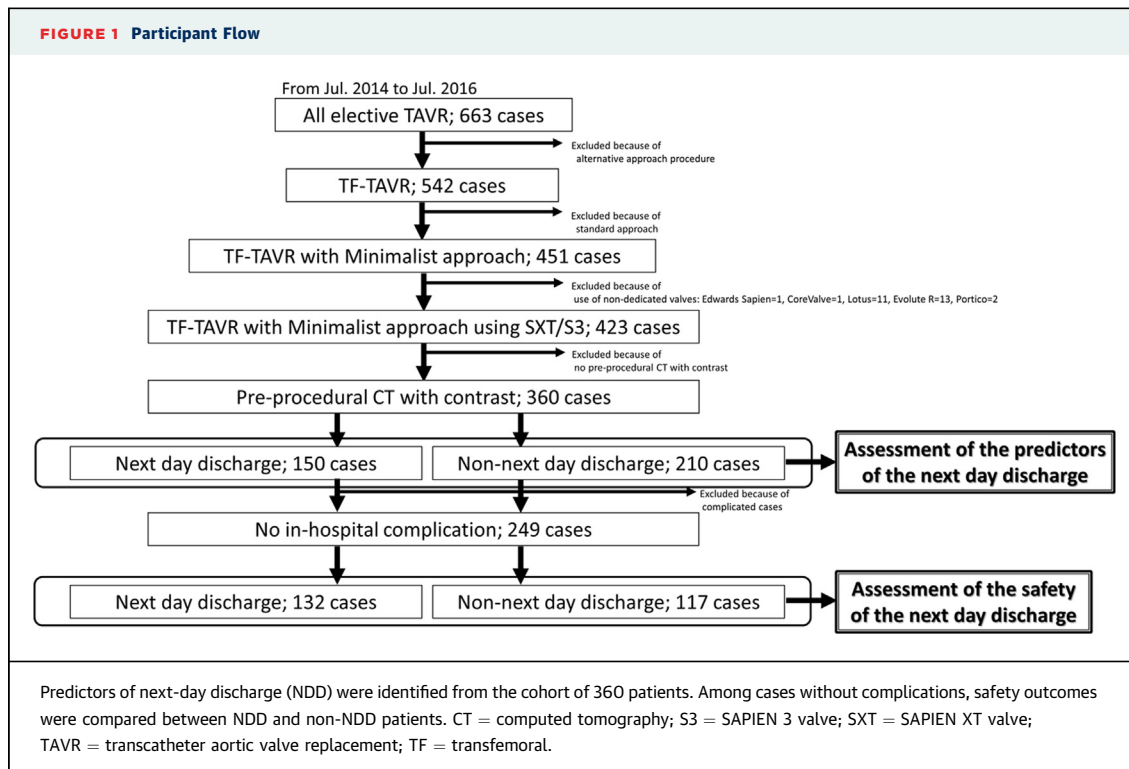 FIGURE 1 Participant Flow
From Jul. 2014 to Jul. 2016
All elective TAVR; 663 cases
Excluded because of
alternative approach procedure
TF-TAVR; 542 cases
Excluded because of
standard approach
TF-TAVR with Minimalist approach; 451 cases
Excluded because of
use of non-dedicated valves: Edwards Sapien=1, CoreValve=1, Lotus=11, Evolute R=13, Portico=2
TF-TAVR with Minimalist approach using SXT/S3; 423 cases
Excluded because of
no pre-procedural CT with contrast
Pre-procedural CT with contrast; 360 cases
Next day discharge; 150 cases
Non-next day discharge; 210 cases
Assessment of the predictors
of the next day discharge
Excluded because of
complicated cases
No in-hospital complication; 249 cases
Next day discharge; 132 cases
Non-next day discharge; 117 cases
Assessment of the safety
of the next day discharge
Predictors of next-day discharge (NDD) were identified from the cohort of 360 patients. Among cases without complications, safety outcomes
were compared between NDD and non-NDD patients. CT = computed tomography; S3 = SAPIEN 3 valve; SXT = SAPIEN XT valve;
TAVR = transcatheter aortic valve replacement; TF = transfemoral.